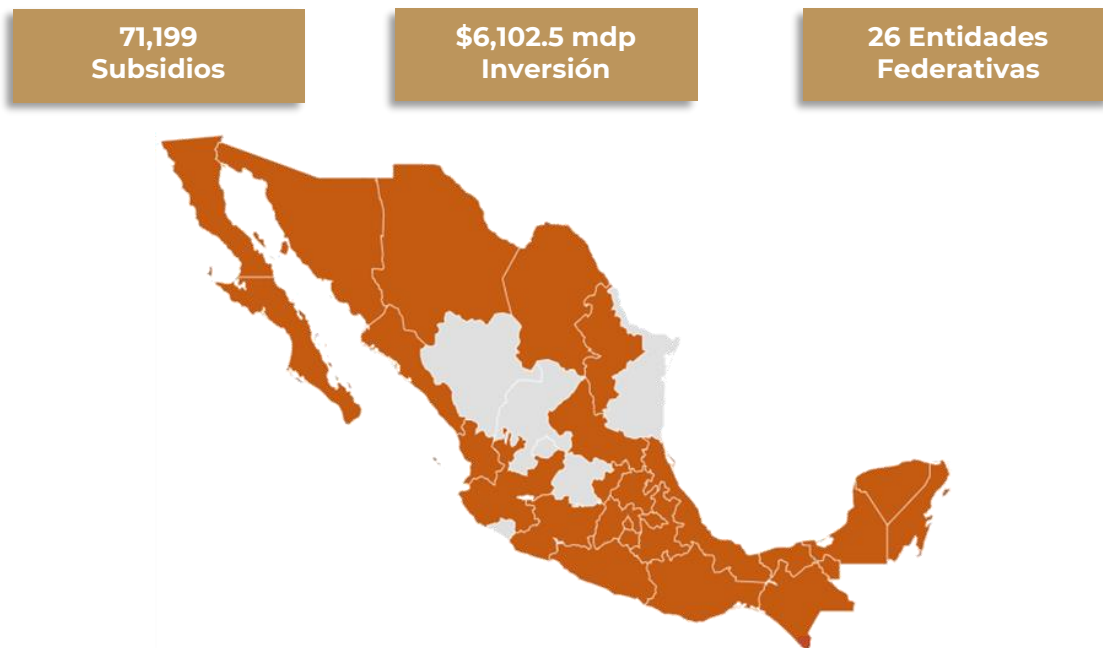 71,199
Subsidios
$6,102.5 mdp
Inversión
26 Entidades
Federativas